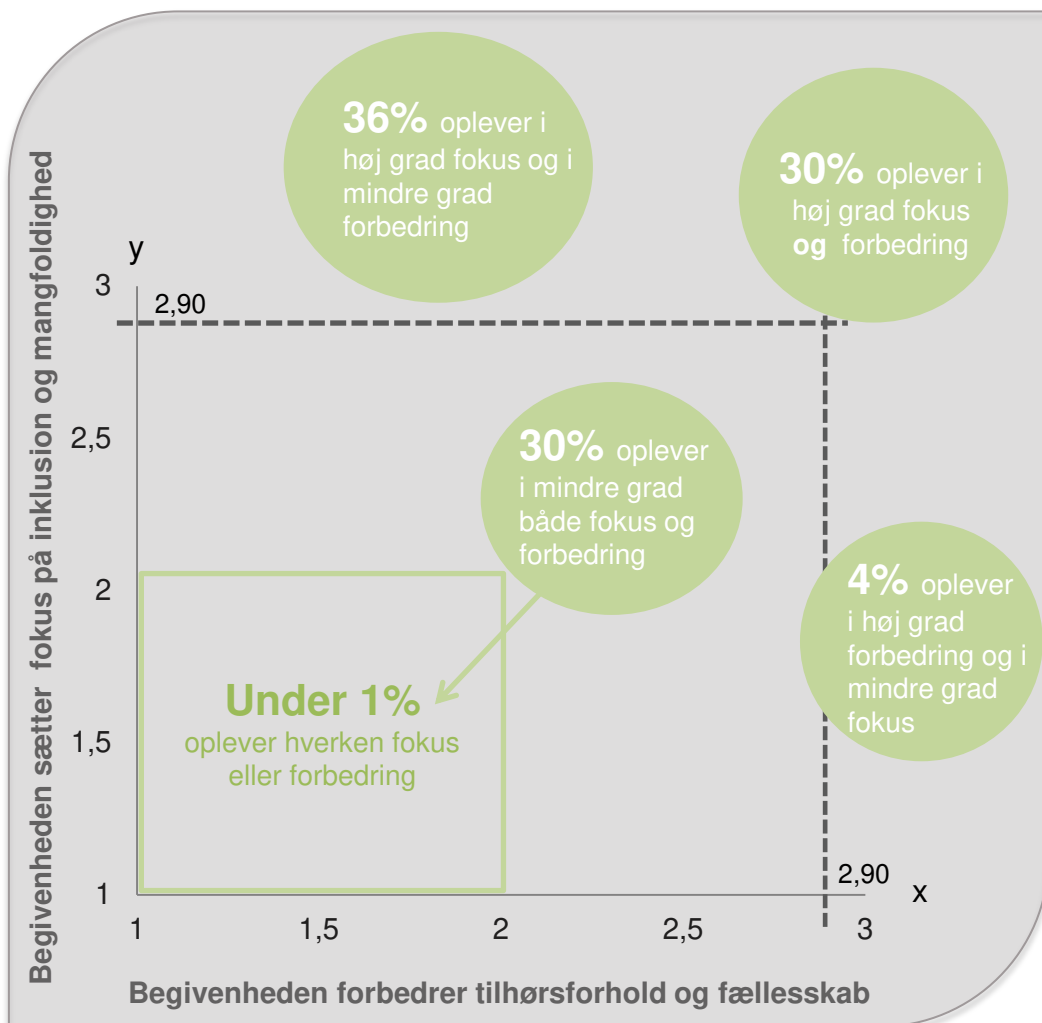 36% oplever i
høj grad fokus og i
mindre grad
forbedring
30% oplever i
høj grad fokus
og forbedring
Begivenheden sætter fokus på inklusion og mangfoldighed
y
3
2,90
2,5
30% oplever
i mindre grad
både fokus og
forbedring
2
4% oplever
i høj grad
forbedring og i
mindre grad
fokus
Under 1%
oplever hverken fokus
eller forbedring
1,5
1
2,90
x
1
1,5
2
2,5
3
Begivenheden forbedrer tilhørsforhold og fællesskab